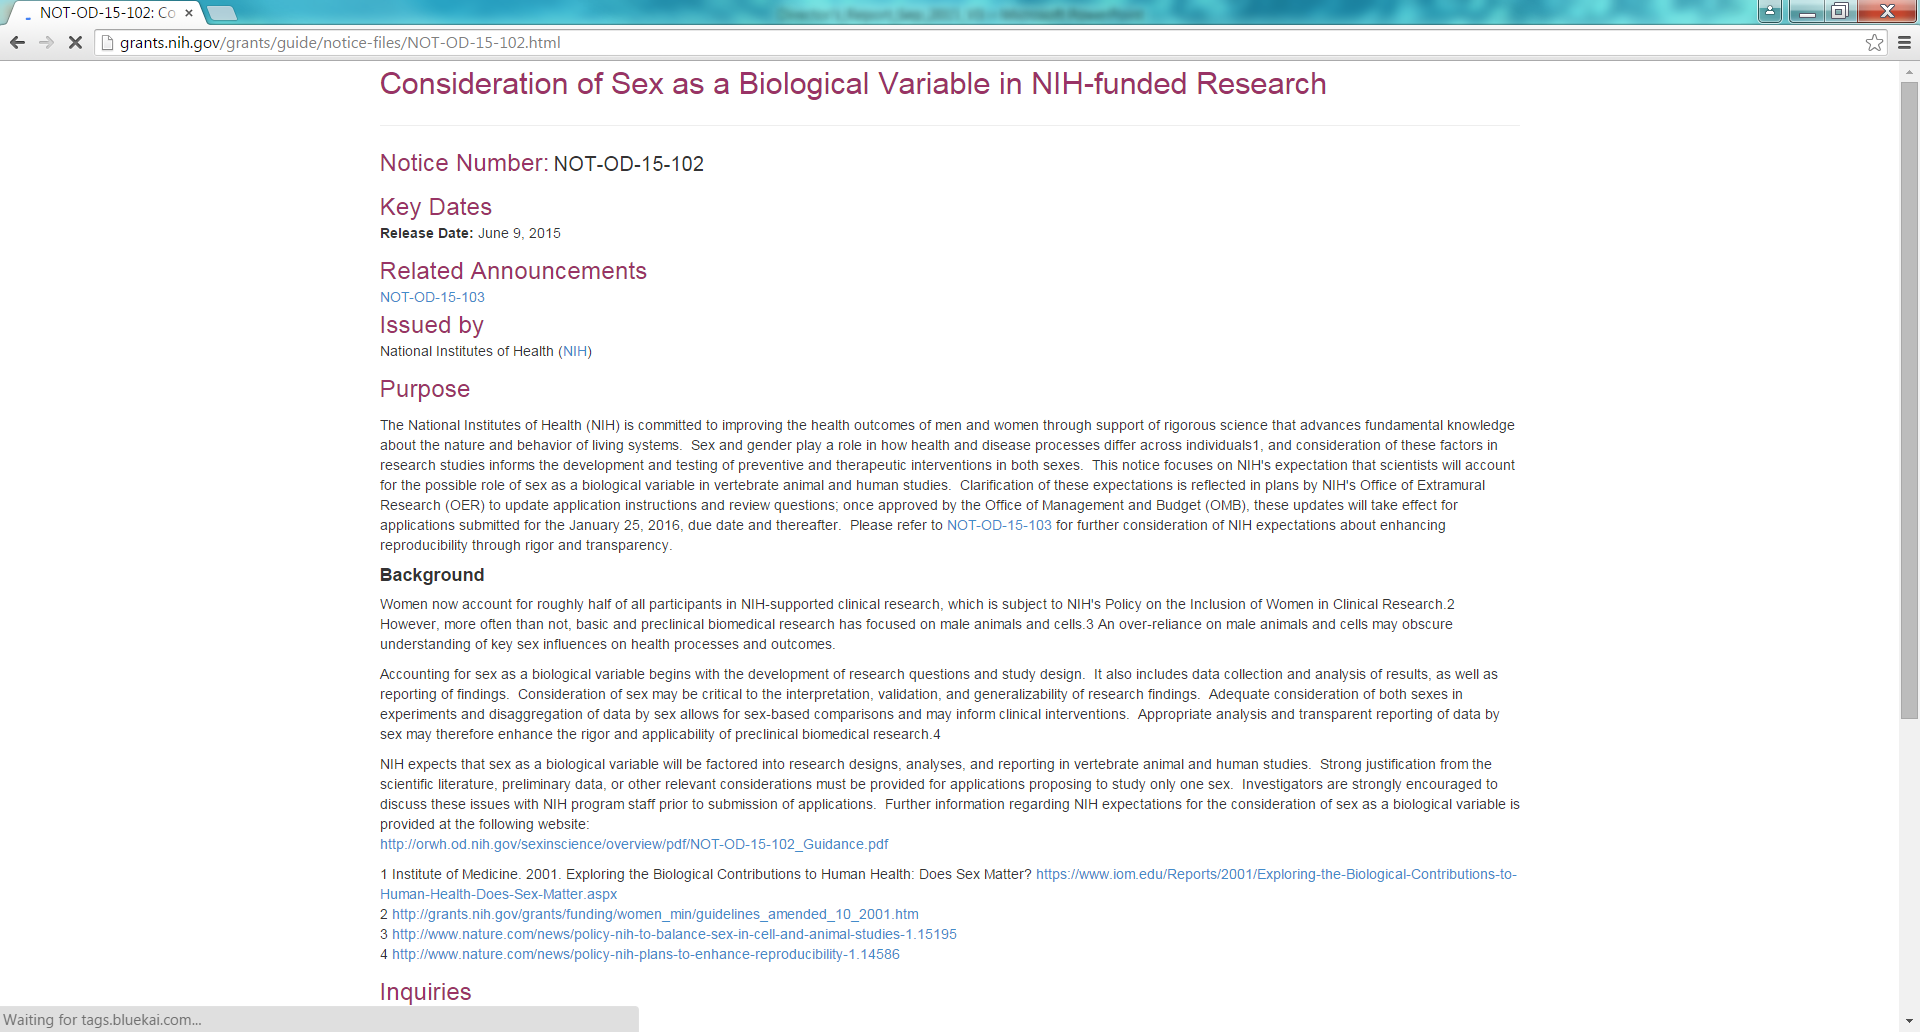 NOT-OD-15-102: Co
grants.nih.gov/grants/guide/notice-files/NOT-OD-15-102.html
Consideration of Sex as a Biological Variable in NIH-funded Research
Notice Number: NOT-OD-15-102
Key Dates
Release Date: June 9, 2015
Related Announcements
NOT-OD-15-103
Issued by
National Institutes of Health (NIH)
Purpose
The National Institutes of Health (NIH) is committed to improving the health outcomes of men and women through support of rigorous science that advances fundamental knowledge
about the nature and behavior of living systems.  Sex and gender play a role in how health and disease processes differ across individuals1, and consideration of these factors in
research studies informs the development and testing of preventive and therapeutic interventions in both sexes.  This notice focuses on NIH's expectation that scientists will account
for the possible role of sex as a biological variable in vertebrate animal and human studies.  Clarification of these expectations is reflected in plans by NIH's Office of Extramural
Research (OER) to update application instructions and review questions; once approved by the Office of Management and Budget (OMB), these updates will take effect for
applications submitted for the January 25, 2016, due date and thereafter.  Please refer to NOT-OD-15-103 for further consideration of NIH expectations about enhancing
reproducibility through rigor and transparency.
Background
Women now account for roughly half of all participants in NIH-supported clinical research, which is subject to NIH's Policy on the Inclusion of Women in Clinical Research.2
However, more often than not, basic and preclinical biomedical research has focused on male animals and cells.3 An over-reliance on male animals and cells may obscure
understanding of key sex influences on health processes and outcomes.
Accounting for sex as a biological variable begins with the development of research questions and study design.  It also includes data collection and analysis of results, as well as
reporting of findings.  Consideration of sex may be critical to the interpretation, validation, and generalizability of research findings.  Adequate consideration of both sexes in
experiments and disaggregation of data by sex allows for sex-based comparisons and may inform clinical interventions.  Appropriate analysis and transparent reporting of data by
sex may therefore enhance the rigor and applicability of preclinical biomedical research.4
NIH expects that sex as a biological variable will be factored into research designs, analyses, and reporting in vertebrate animal and human studies.  Strong justification from the
scientific literature, preliminary data, or other relevant considerations must be provided for applications proposing to study only one sex.  Investigators are strongly encouraged to
discuss these issues with NIH program staff prior to submission of applications.  Further information regarding NIH expectations for the consideration of sex as a biological variable is
provided at the following website:
http://orwh.od.nih.gov/sexinscience/overview/pdf/NOT-OD-15-102_Guidance.pdf
1 Institute of Medicine. 2001. Exploring the Biological Contributions to Human Health: Does Sex Matter? https://www.iom.edu/Reports/2001/Exploring-the-Biological-Contributions-to-
Human-Health-Does-Sex-Matter.aspx
2 http://grants.nih.gov/grants/funding/women_min/guidelines_amended_10_2001.htm
3 http://www.nature.com/news/policy-nih-to-balance-sex-in-cell-and-animal-studies-1.15195
4 http://www.nature.com/news/policy-nih-plans-to-enhance-reproducibility-1.14586
Inquiries
Waiting for tags.bluekai.com...